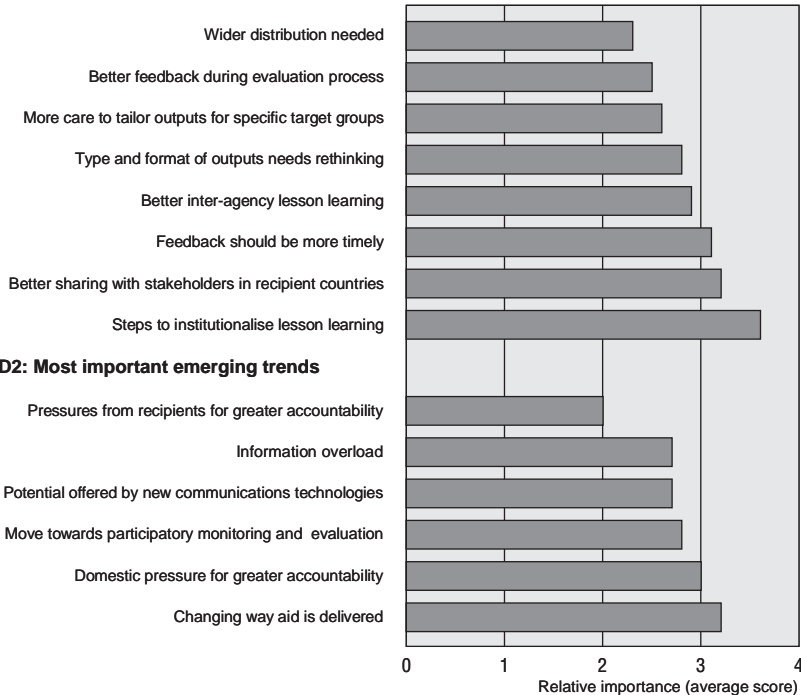 Wider distribution needed
Better feedback during evaluation process
More care to tailor outputs for specific target groups
Type and format of outputs needs rethinking
Better inter-agency lesson learning
Feedback should be more timely
Better sharing with stakeholders in recipient countries
Steps to institutionalise lesson learning
D2: Most important emerging trends
Pressures from recipients for greater accountability
Information overload
Potential offered by new communications technologies
Move towards participatory monitoring and evaluation
Domestic pressure for greater accountability
Changing way aid is delivered
0 1 2 3 4
Relative importance (average score)